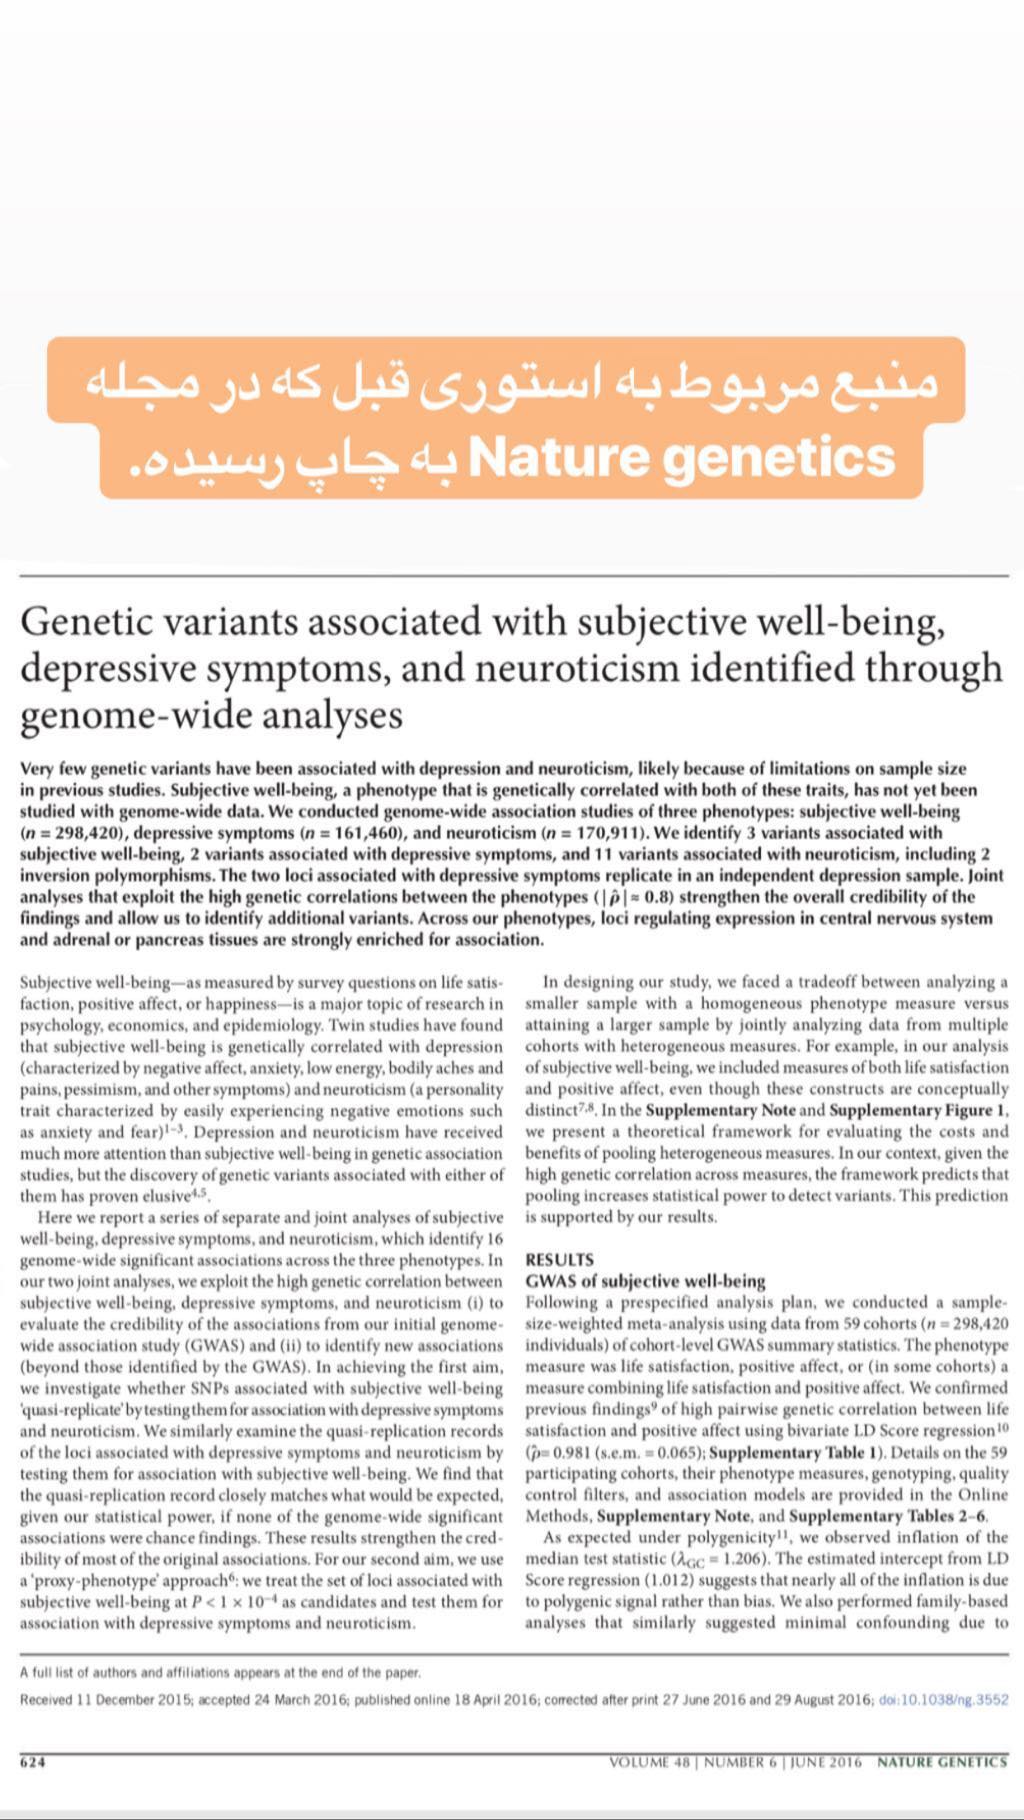 منبع مربوط به استوری قبل که در مجله
Nature genetics به چاپ رسیده.
Genetic variants associated with subjective well-being,
depressive symptoms, and neuroticism identified through
genome-wide analyses
Very few genetic variants have been associated with depression and neuroticism, likely because of limitations on sample size
in previous studies. Subjective well-being, a phenotype that is genetically correlated with both of these traits, has not yet been
studied with genome-wide data. We conducted genome-wide association studies of three phenotypes: subjective well-being
(n = 298,420), depressive symptoms (n = 161,460), and neuroticism (n = 170,911). We identify 3 variants associated with
subjective well-being, 2 variants associated with depressive symptoms, and 11 variants associated with neuroticism, including 2
inversion polymorphisms. The two loci associated with depressive symptoms replicate in an independent depression sample. Joint
analyses that exploit the high genetic correlations between the phenotypes (|ρ̂| ≈ 0.8) strengthen the overall credibility of the
findings and allow us to identify additional variants. Across our phenotypes, loci regulating expression in central nervous system
and adrenal or pancreas tissues are strongly enriched for association.
Subjective well-being—as measured by survey questions on life satis-
faction, positive affect, or happiness—is a major topic of research in
psychology, economics, and epidemiology. Twin studies have found
that subjective well-being is genetically correlated with depression
(characterized by negative affect, anxiety, low energy, bodily aches and
pains, pessimism, and other symptoms) and neuroticism (a personality
trait characterized by easily experiencing negative emotions such
as anxiety and fear)1–3. Depression and neuroticism have received
much more attention than subjective well-being in genetic association
studies, but the discovery of genetic variants associated with either of
them has proven elusive4,5.
Here we report a series of separate and joint analyses of subjective
well-being, depressive symptoms, and neuroticism, which identify 16
genome-wide significant associations across the three phenotypes. In
our two joint analyses, we exploit the high genetic correlation between
subjective well-being, depressive symptoms, and neuroticism (i) to
evaluate the credibility of the associations from our initial genome-
wide association study (GWAS) and (ii) to identify new associations
(beyond those identified by the GWAS). In achieving the first aim,
we investigate whether SNPs associated with subjective well-being
'quasi-replicate' by testing them for association with depressive symptoms
and neuroticism. We similarly examine the quasi-replication records
of the loci associated with depressive symptoms and neuroticism by
testing them for association with subjective well-being. We find that
the quasi-replication record closely matches what would be expected,
given our statistical power, if none of the genome-wide significant
associations were chance findings. These results strengthen the cred-
ibility of most of the original associations. For our second aim, we use
a 'proxy-phenotype' approach6: we treat the set of loci associated with
subjective well-being at P < 1 × 10−4 as candidates and test them for
association with depressive symptoms and neuroticism.
In designing our study, we faced a tradeoff between analyzing a
smaller sample with a homogeneous phenotype measure versus
attaining a larger sample by jointly analyzing data from multiple
cohorts with heterogeneous measures. For example, in our analysis
of subjective well-being, we included measures of both life satisfaction
and positive affect, even though these constructs are conceptually
distinct7,8. In the Supplementary Note and Supplementary Figure 1,
we present a theoretical framework for evaluating the costs and
benefits of pooling heterogeneous measures. In our context, given the
high genetic correlation across measures, the framework predicts that
pooling increases statistical power to detect variants. This prediction
is supported by our results.
RESULTS
GWAS of subjective well-being
Following a prespecified analysis plan, we conducted a sample-
size-weighted meta-analysis using data from 59 cohorts (n = 298,420
individuals) of cohort-level GWAS summary statistics. The phenotype
measure was life satisfaction, positive affect, or (in some cohorts) a
measure combining life satisfaction and positive affect. We confirmed
previous findings9 of high pairwise genetic correlation between life
satisfaction and positive affect using bivariate LD Score regression10
(ρ̂= 0.981 (s.e.m. = 0.065); Supplementary Table 1). Details on the 59
participating cohorts, their phenotype measures, genotyping, quality
control filters, and association models are provided in the Online
Methods, Supplementary Note, and Supplementary Tables 2–6.
As expected under polygenicity11, we observed inflation of the
median test statistic (λGC = 1.206). The estimated intercept from LD
Score regression (1.012) suggests that nearly all of the inflation is due
to polygenic signal rather than bias. We also performed family-based
analyses that similarly suggested minimal confounding due to
A full list of authors and affiliations appears at the end of the paper.
Received 11 December 2015; accepted 24 March 2016; published online 18 April 2016; corrected after print 27 June 2016 and 29 August 2016; doi:10.1038/ng.3552
624
VOLUME 48 | NUMBER 6 | JUNE 2016 NATURE GENETICS